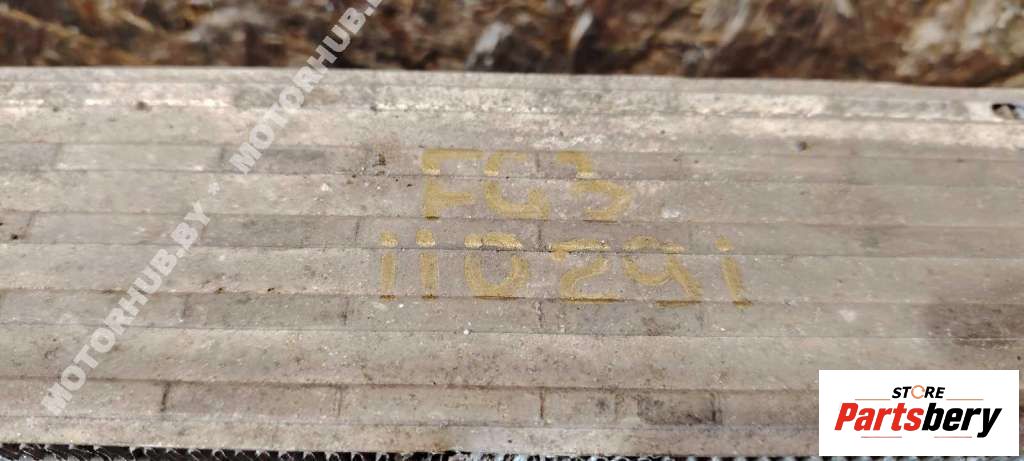 MOTORHUB.BY * MOTORHUB.BY
FG3
110291
STORE
Partsbery